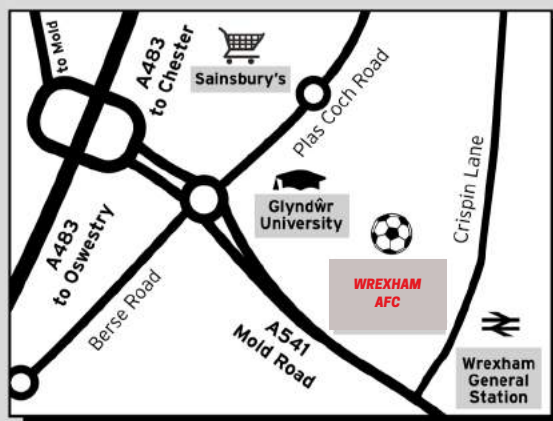 to Mold
A483
to Chester
Sainsbury's
Plas Coch Road
Crispin Lane
Glyndŵr
University
A483
to Oswestry
Berse Road
WREXHAM
AFC
A541
Mold Road
Wrexham
General
Station